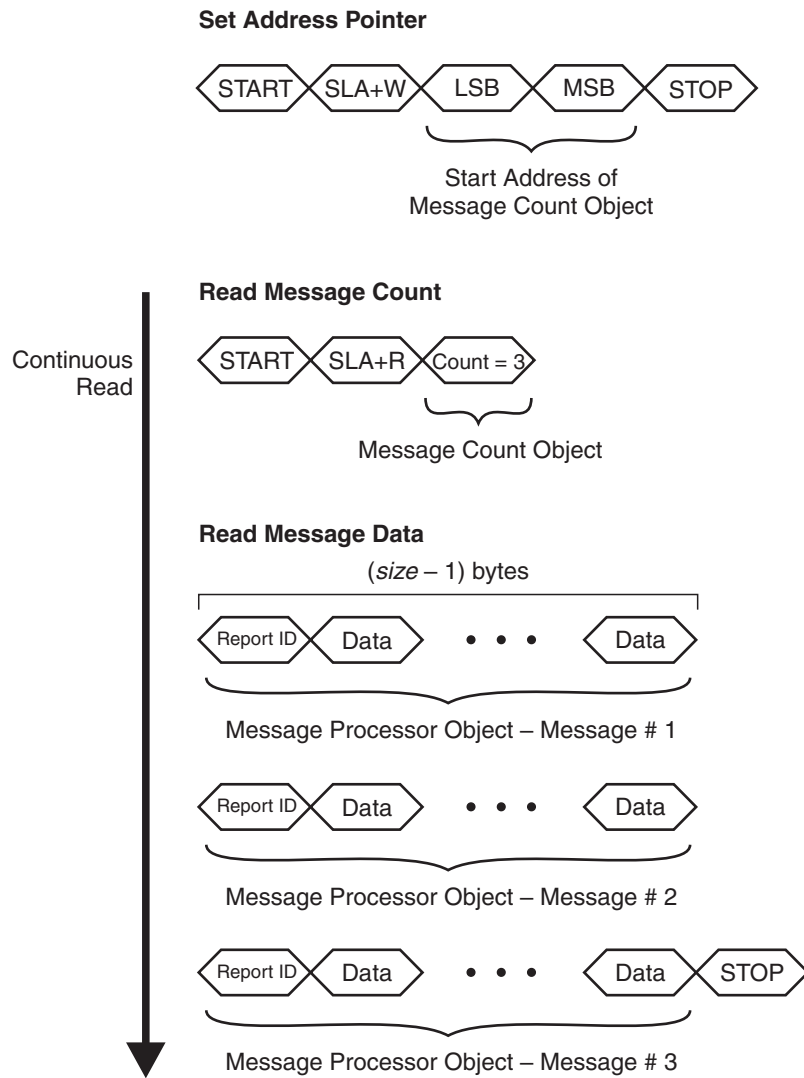 Set Address Pointer
START SLA+W LSB MSB STOP
Start Address of
Message Count Object
Read Message Count
Continuous
Read
START SLA+R Count = 3
Message Count Object
Read Message Data
(size – 1) bytes
Report ID Data • • • Data
Message Processor Object – Message # 1
Report ID Data • • • Data
Message Processor Object – Message # 2
Report ID Data • • • Data STOP
Message Processor Object – Message # 3